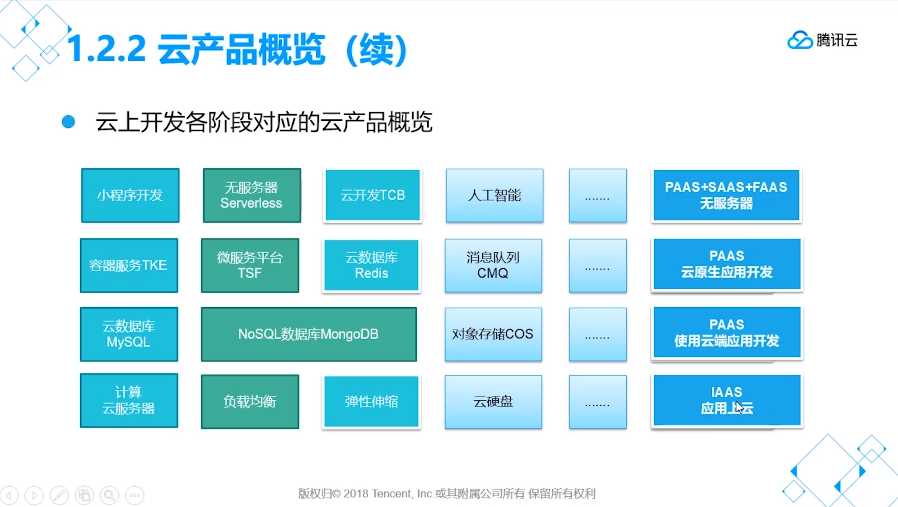 1.2.2 云产品概览（续）
腾讯云
云上开发各阶段对应的云产品概览
小程序开发
无服务器
Serverless
云开发TCB
人工智能
.......
PAAS+SAAS+FAAS
无服务器
容器服务TKE
微服务平台
TSF
云数据库
Redis
消息队列
CMQ
.......
PAAS
云原生应用开发
云数据库
MySQL
NoSQL数据库MongoDB
对象存储COS
.......
PAAS
使用云端应用开发
计算
云服务器
负载均衡
弹性伸缩
云硬盘
.......
IAAS
应用上云
版权归© 2018 Tencent, Inc.或其附属公司所有 保留所有权利